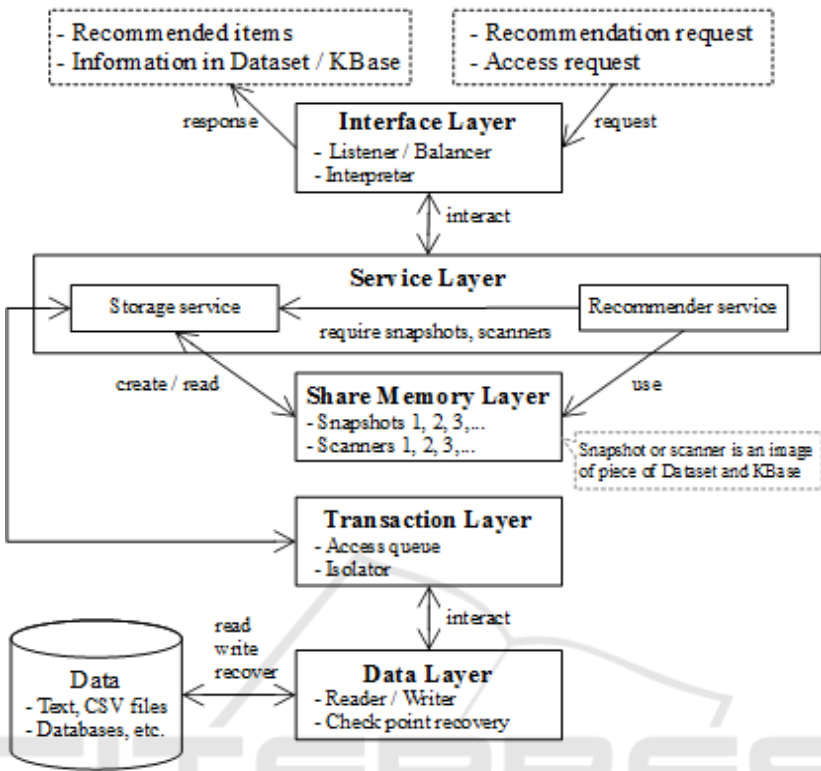 - Recommended items
- Information in Dataset / KBase
- Recommendation request
- Access request
response
request
Interface Layer
- Listener / Balancer
- Interpreter
interact
Service Layer
Storage service
Recommender service
require snapshots, scanners
create / read
use
Share Memory Layer
- Snapshots 1, 2, 3,...
- Scanners 1, 2, 3,...
Snapshot or scanner is an image
of piece of Dataset and KBase
Transaction Layer
- Access queue
- Isolator
interact
read
write
recover
Data
- Text, CSV files
- Databases, etc.
Data Layer
- Reader / Writer
- Check point recovery